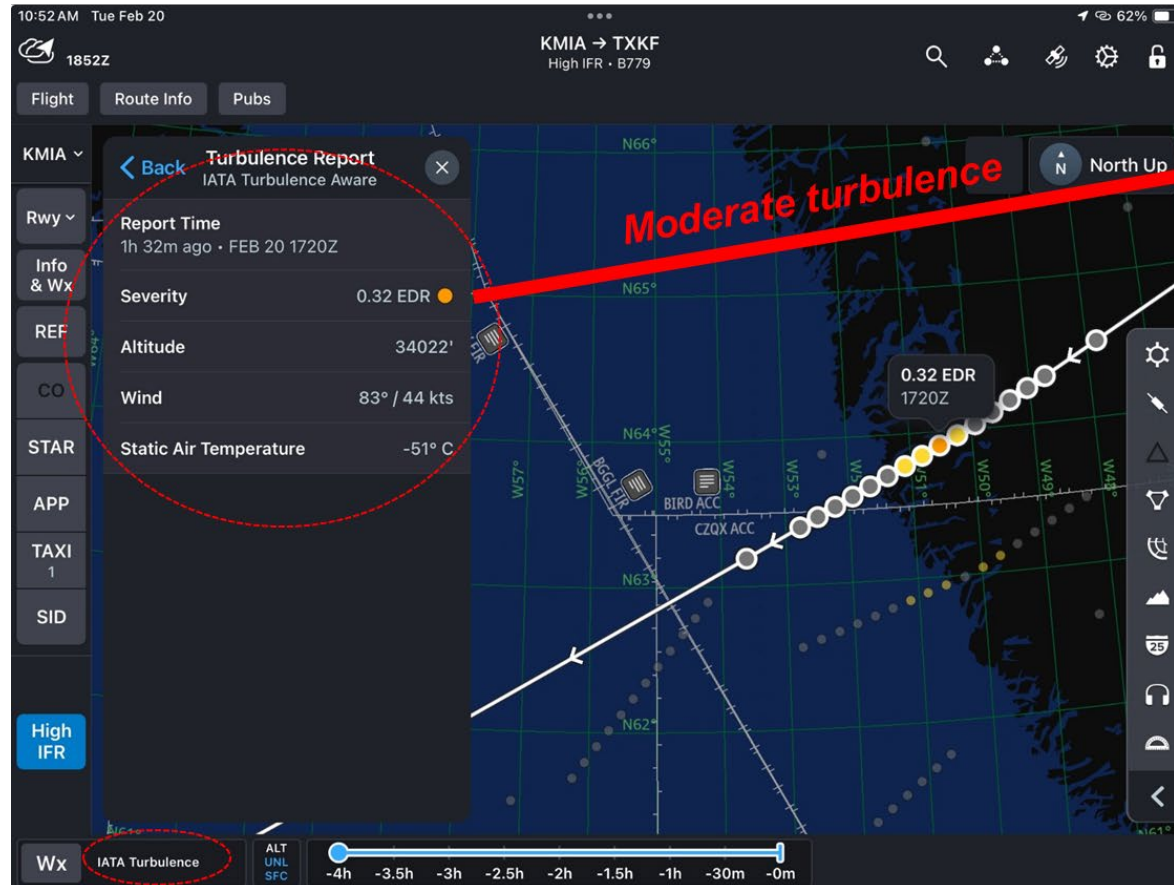 10:52 AM Tue Feb 20
62%
1852Z
KMIA → TXKF
High IFR • B779
Flight
Route Info
Pubs
KMIA
Rwy
Info
& Wx
REF
CO
STAR
APP
TAXI
1
SID
High
IFR
Back
Turbulence Report
IATA Turbulence Aware
Report Time
1h 32m ago • FEB 20 1720Z
Severity 0.32 EDR
Altitude 34022'
Wind 83° / 44 kts
Static Air Temperature -51° C
Moderate turbulence
N
North Up
N66°
N65°
0.32 EDR
1720Z
N64°
W57°
W56°
W55°
W54°
W53°
W51°
W50°
W49°
W48°
FIR
BGGL FIR
BIRD ACC
CZQX ACC
N63°
N62°
N61°
25
Wx
IATA Turbulence
ALT
UNL
SFC
-4h -3.5h -3h -2.5h -2h -1.5h -1h -30m -0m